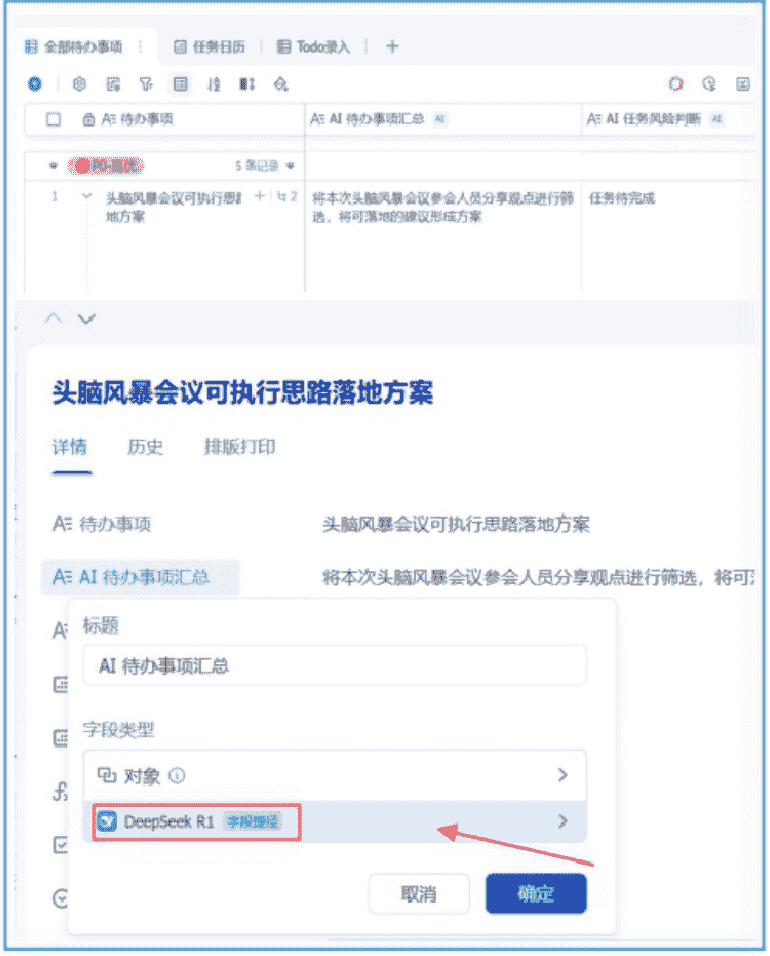 全部待办事项
任务日历
Todo录入
待办事项
AI 待办事项汇总
AI 任务风险判断
5 条记录
1
头脑风暴会议可执行思路落
2
地方案
将本次头脑风暴会议参会人员分享观点进行筛
选，将可落地的建议形成方案
任务待完成
头脑风暴会议可执行思路落地方案
详情
历史
排版打印
待办事项
头脑风暴会议可执行思路落地方案
AI 待办事项汇总
将本次头脑风暴会议参会人员分享观点进行筛选，将可
标题
AI 待办事项汇总
字段类型
对象
DeepSeek R1 字段捷径
取消
确定